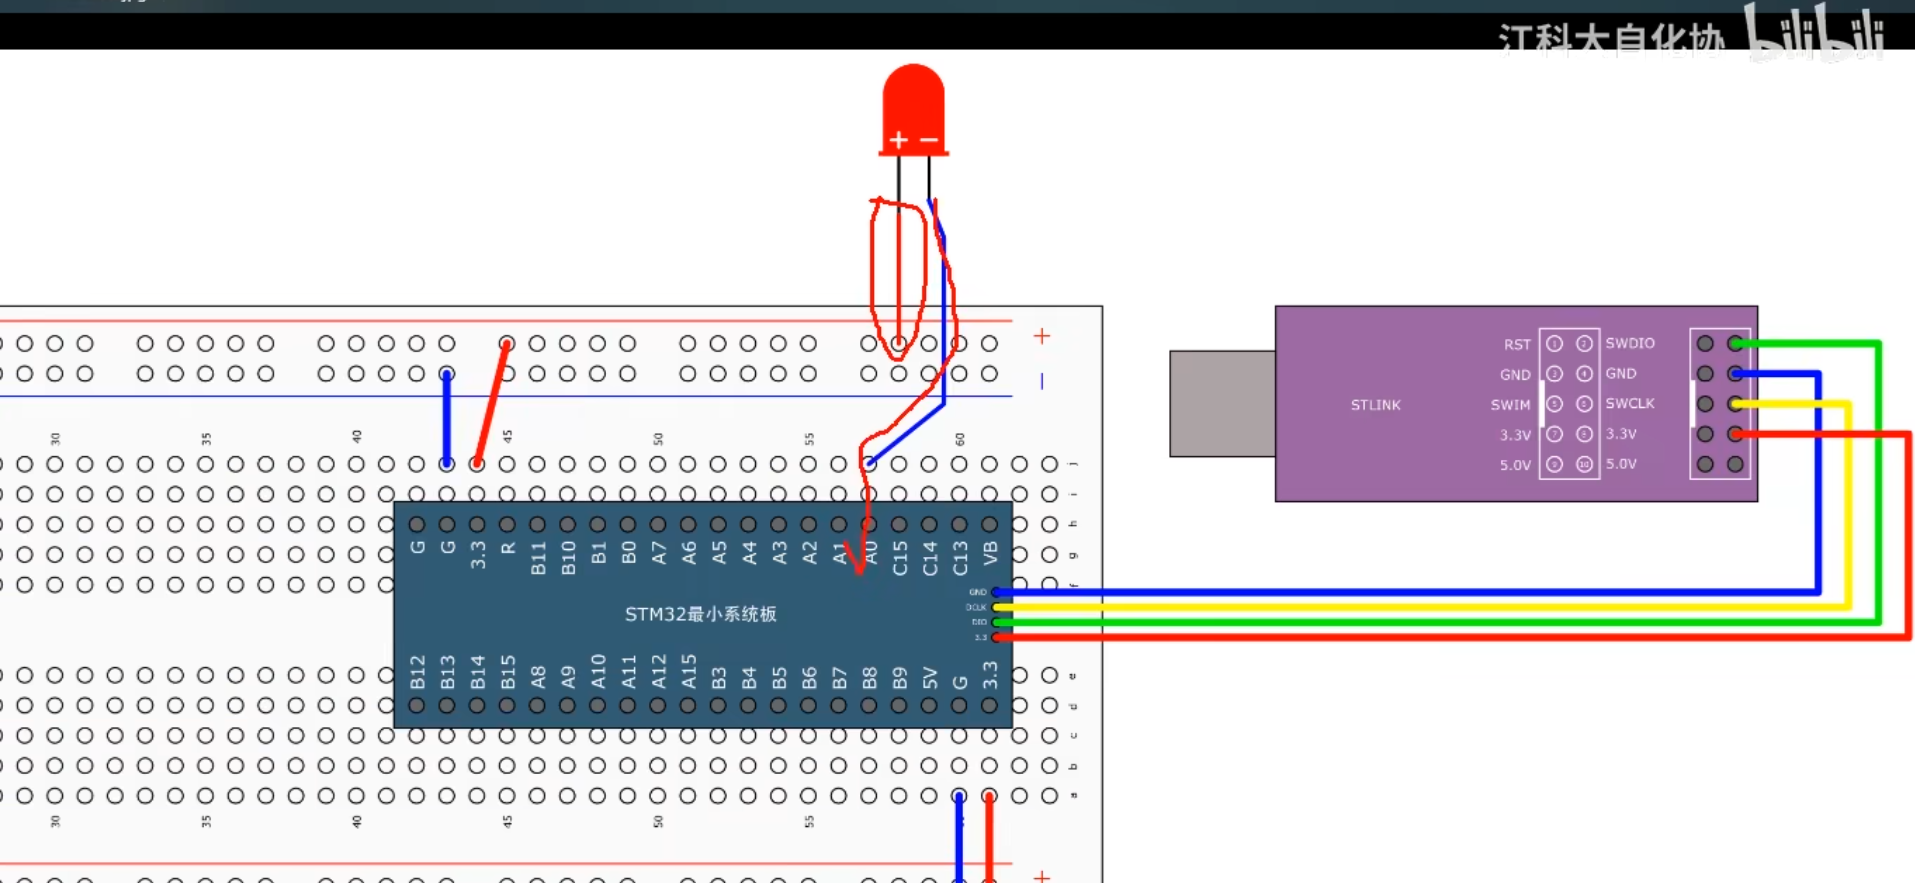 江科大自化协 bilibili
+ −
+
−
30 35 40 45 50 55 60
j
i
h
g
f
G G 3.3 R B11 B10 B1 B0 A7 A6 A5 A4 A3 A2 A1 A0 C15 C14 C13 VB
GND
DCLK
DIO
3.3
STM32最小系统板
B12 B13 B14 B15 A8 A9 A10 A11 A12 A15 B3 B4 B5 B6 B7 B8 B9 5V G 3.3
e
d
c
b
a
30 35 40 45 50 55
+
STLINK
RST 1 2 SWDIO
GND 3 4 GND
SWIM 5 6 SWCLK
3.3V 7 8 3.3V
5.0V 9 10 5.0V